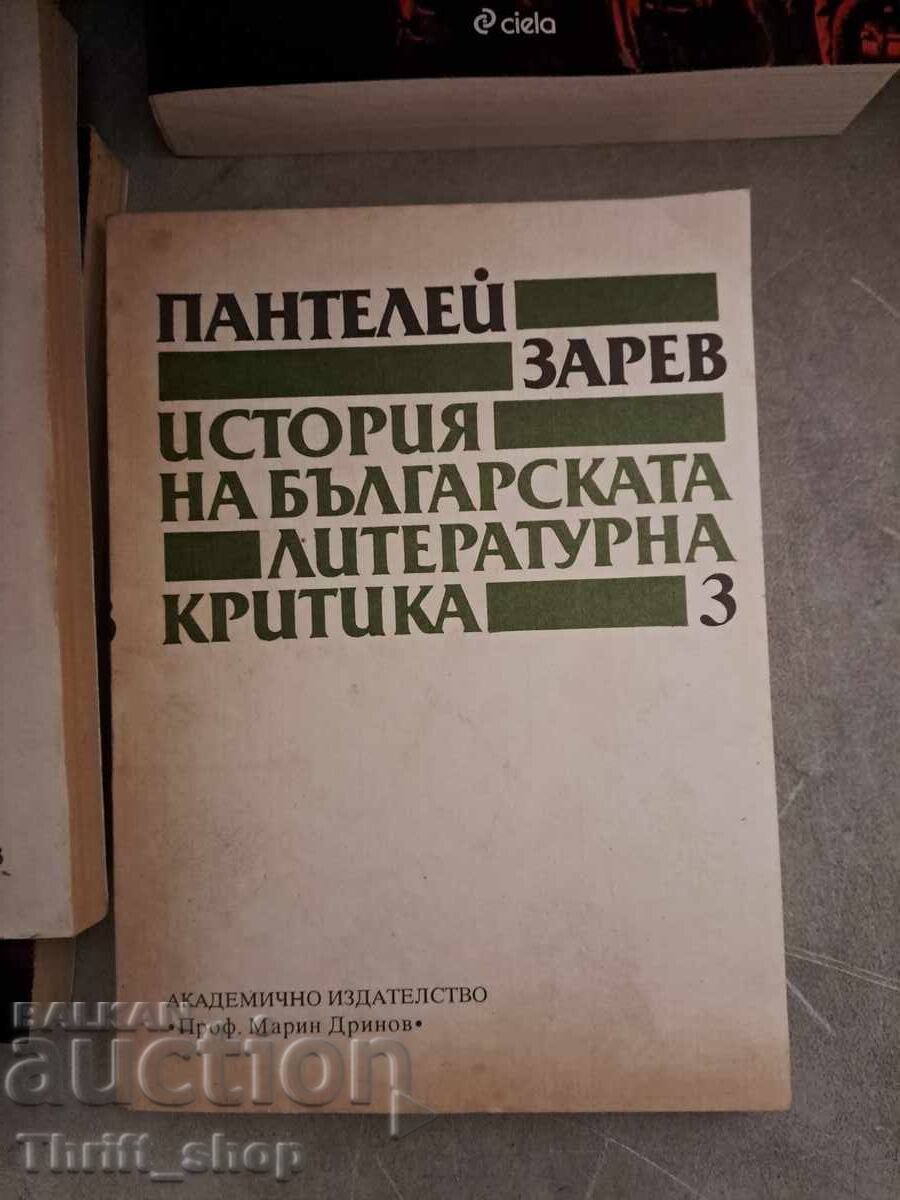 ciela
ПАНТЕЛЕЙ
ЗАРЕВ
ИСТОРИЯ
НА БЪЛГАРСКАТА
ЛИТЕРАТУРНА
КРИТИКА 3
АКАДЕМИЧНО ИЗДАТЕЛСТВО
•Проф. Марин Дринов•
BALKAN
auction
Thrift_shop